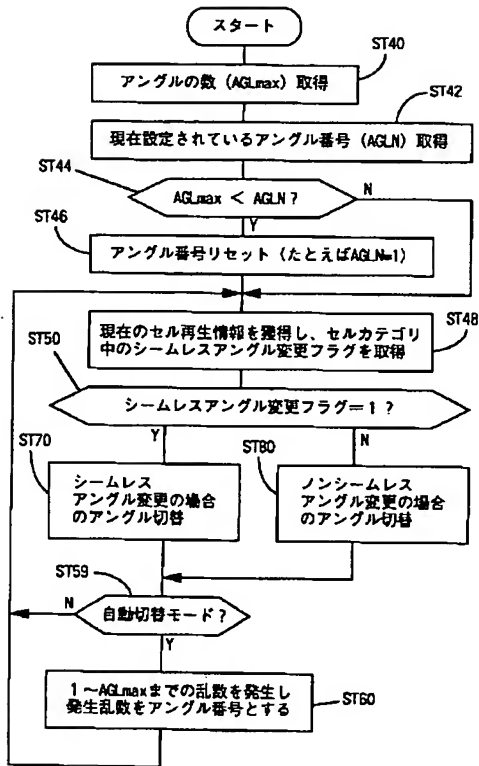 スタート
ST40
アングルの数（AGLmax）取得
ST42
現在設定されているアングル番号（AGLN）取得
ST44
AGLmax ＜ AGLN？
N
Y
ST46
アングル番号リセット（たとえばAGLN=1）
現在のセル再生情報を獲得し、セルカテゴリ
中のシームレスアングル変更フラグを取得
ST48
ST50
シームレスアングル変更フラグ＝１？
Y
N
ST70
シームレス
アングル変更の場合
のアングル切替
ST80
ノンシームレス
アングル変更の場合
のアングル切替
ST59
N
自動切替モード？
Y
１～AGLmaxまでの乱数を発生し
発生乱数をアングル番号とする
ST60